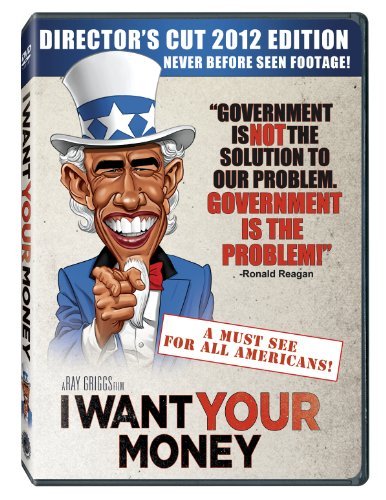 DIRECTOR'S CUT 2012 EDITION
NEVER BEFORE SEEN FOOTAGE!
"GOVERNMENT
IS NOT THE
SOLUTION TO
OUR PROBLEM.
GOVERNMENT
IS THE
PROBLEM!"
-Ronald Reagan
A MUST SEE
FOR ALL AMERICANS!
A RAY GRIGGS FILM
I WANT YOUR
MONEY
DVD
I WANT YOUR MONEY